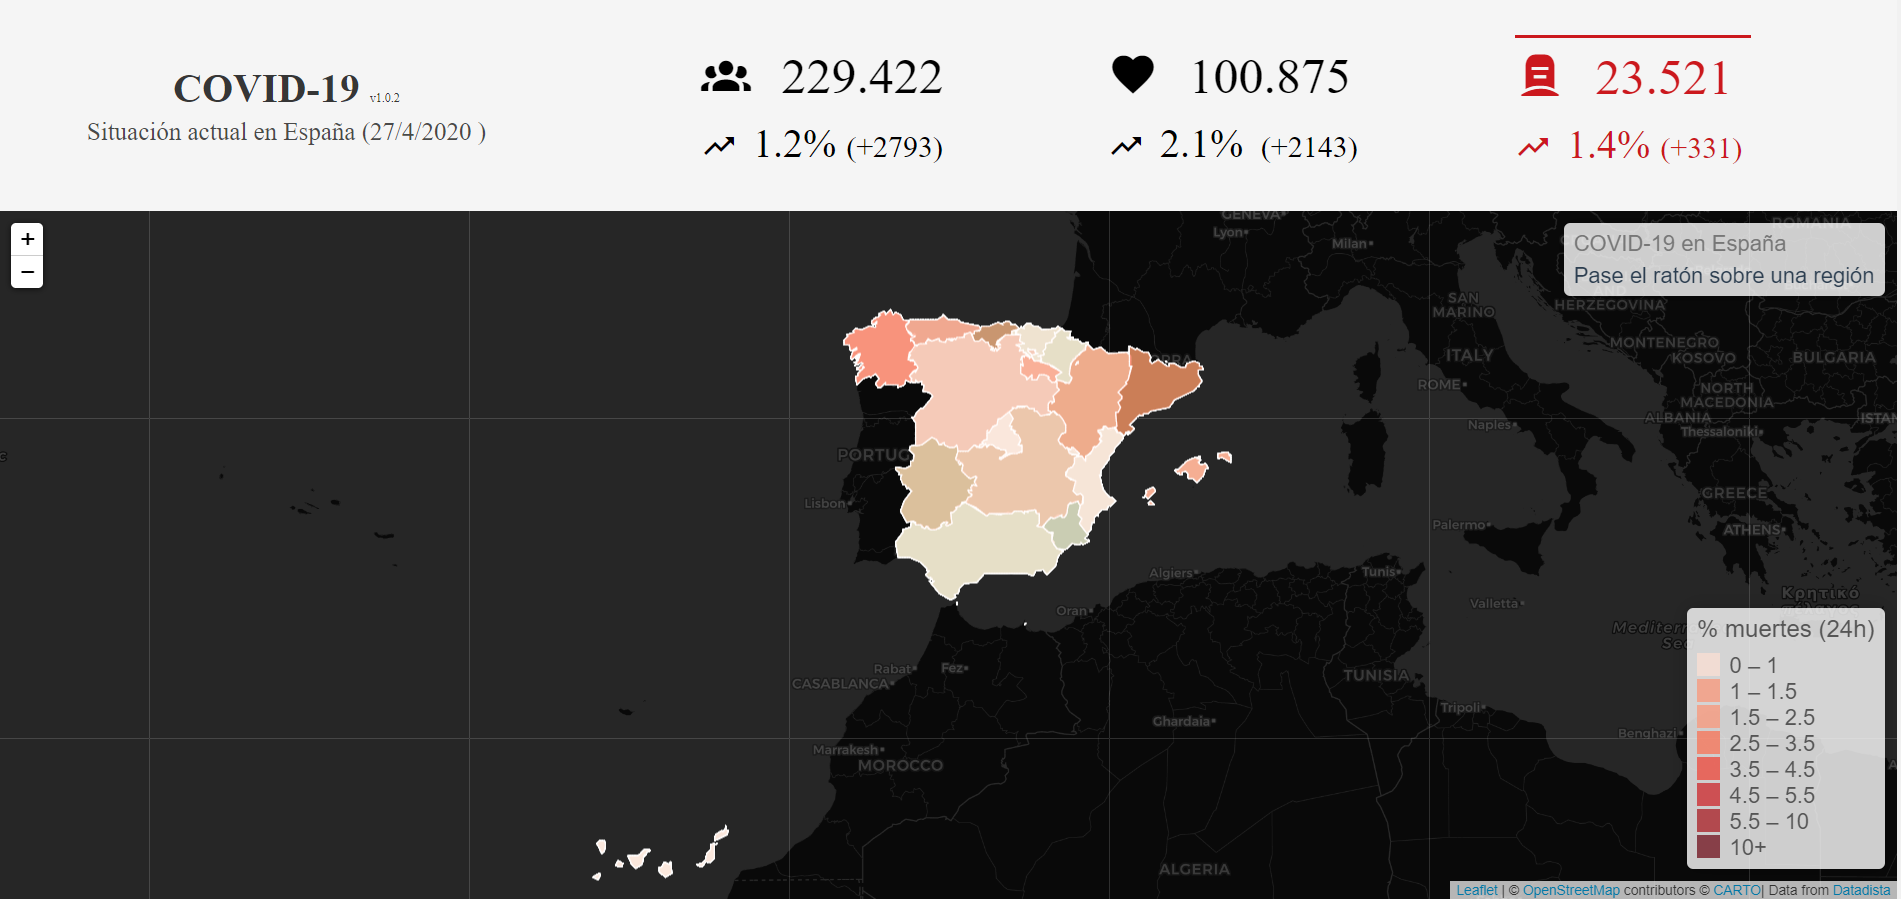 COVID-19 v1.0.2
Situación actual en España (27/4/2020 )
229.422
1.2% (+2793)
100.875
2.1% (+2143)
23.521
1.4% (+331)
+
−
COVID-19 en España
Pase el ratón sobre una región
GENEVA
Lyon
Milan
ROMANIA
SAN
MARINO
HERZEGOVINA
MONTENEGRO
KOSOVO
BULGARIA
ITALY
ROME
NORTH
MACEDONIA
ALBANIA
ISTAN
Thessaloniki
Naples
PORTUG
Lisbon
GREECE
ATHENS
Palermo
Algiers
Tunis
Oran
Valletta
Κρητικό
πέλαγος
Rabat
Fez
CASABLANCA
TUNISIA
Tripoli
Ghardaia
Benghazi
Marrakesh
MOROCCO
ALGERIA
% muertes (24h)
0 – 1
1 – 1.5
1.5 – 2.5
2.5 – 3.5
3.5 – 4.5
4.5 – 5.5
5.5 – 10
10+
Leaflet | © OpenStreetMap contributors © CARTO| Data from Datadista